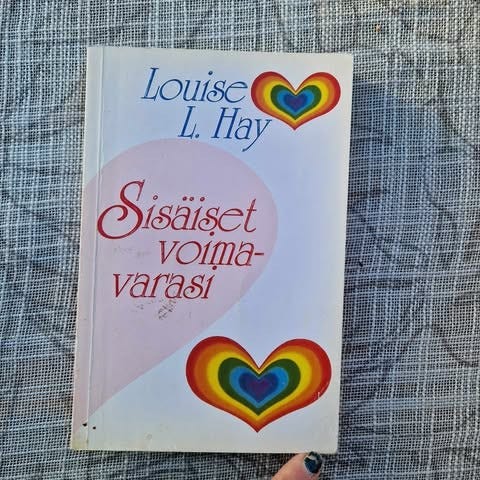 Louise
L. Hay
Sisäiset
voima-
varasi